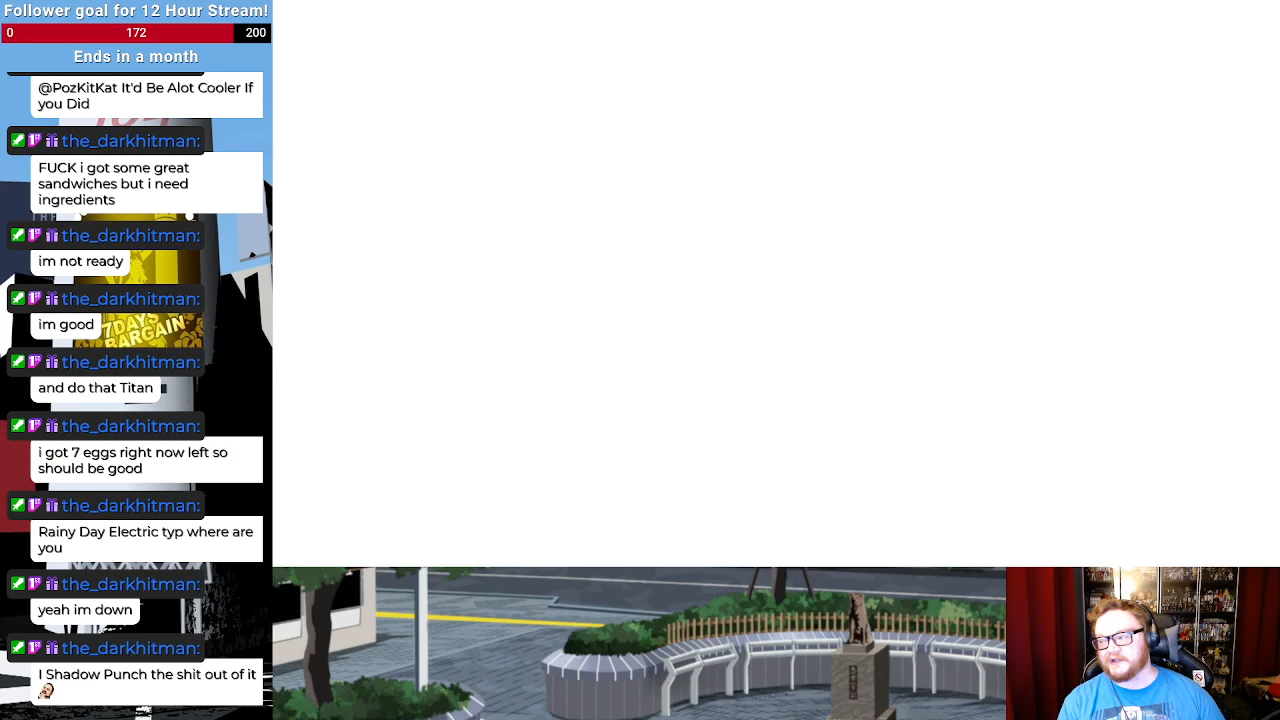 Follower goal for 12 Hour Stream!
0 172 200
Ends in a month
@PozKitKat It'd Be Alot Cooler If
you Did
the_darkhitman:
FUCK i got some great
sandwiches but i need
ingredients
the_darkhitman:
im not ready
the_darkhitman:
im good
7DAYS
BARGAIN
the_darkhitman:
and do that Titan
the_darkhitman:
i got 7 eggs right now left so
should be good
the_darkhitman:
Rainy Day Electric typ where are
you
the_darkhitman:
yeah im down
the_darkhitman:
I Shadow Punch the shit out of it